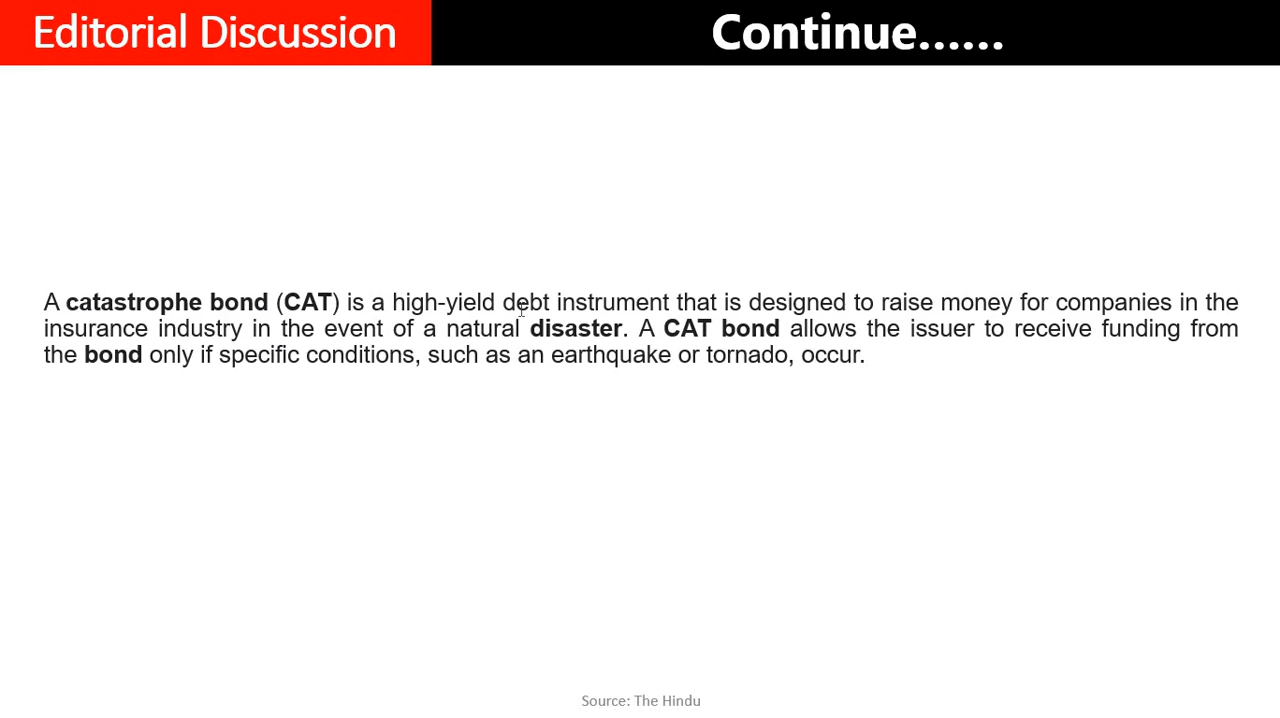 Editorial Discussion
Continue......
A catastrophe bond (CAT) is a high-yield debt instrument that is designed to raise money for companies in the
insurance industry in the event of a natural disaster. A CAT bond allows the issuer to receive funding from
the bond only if specific conditions, such as an earthquake or tornado, occur.
Source: The Hindu